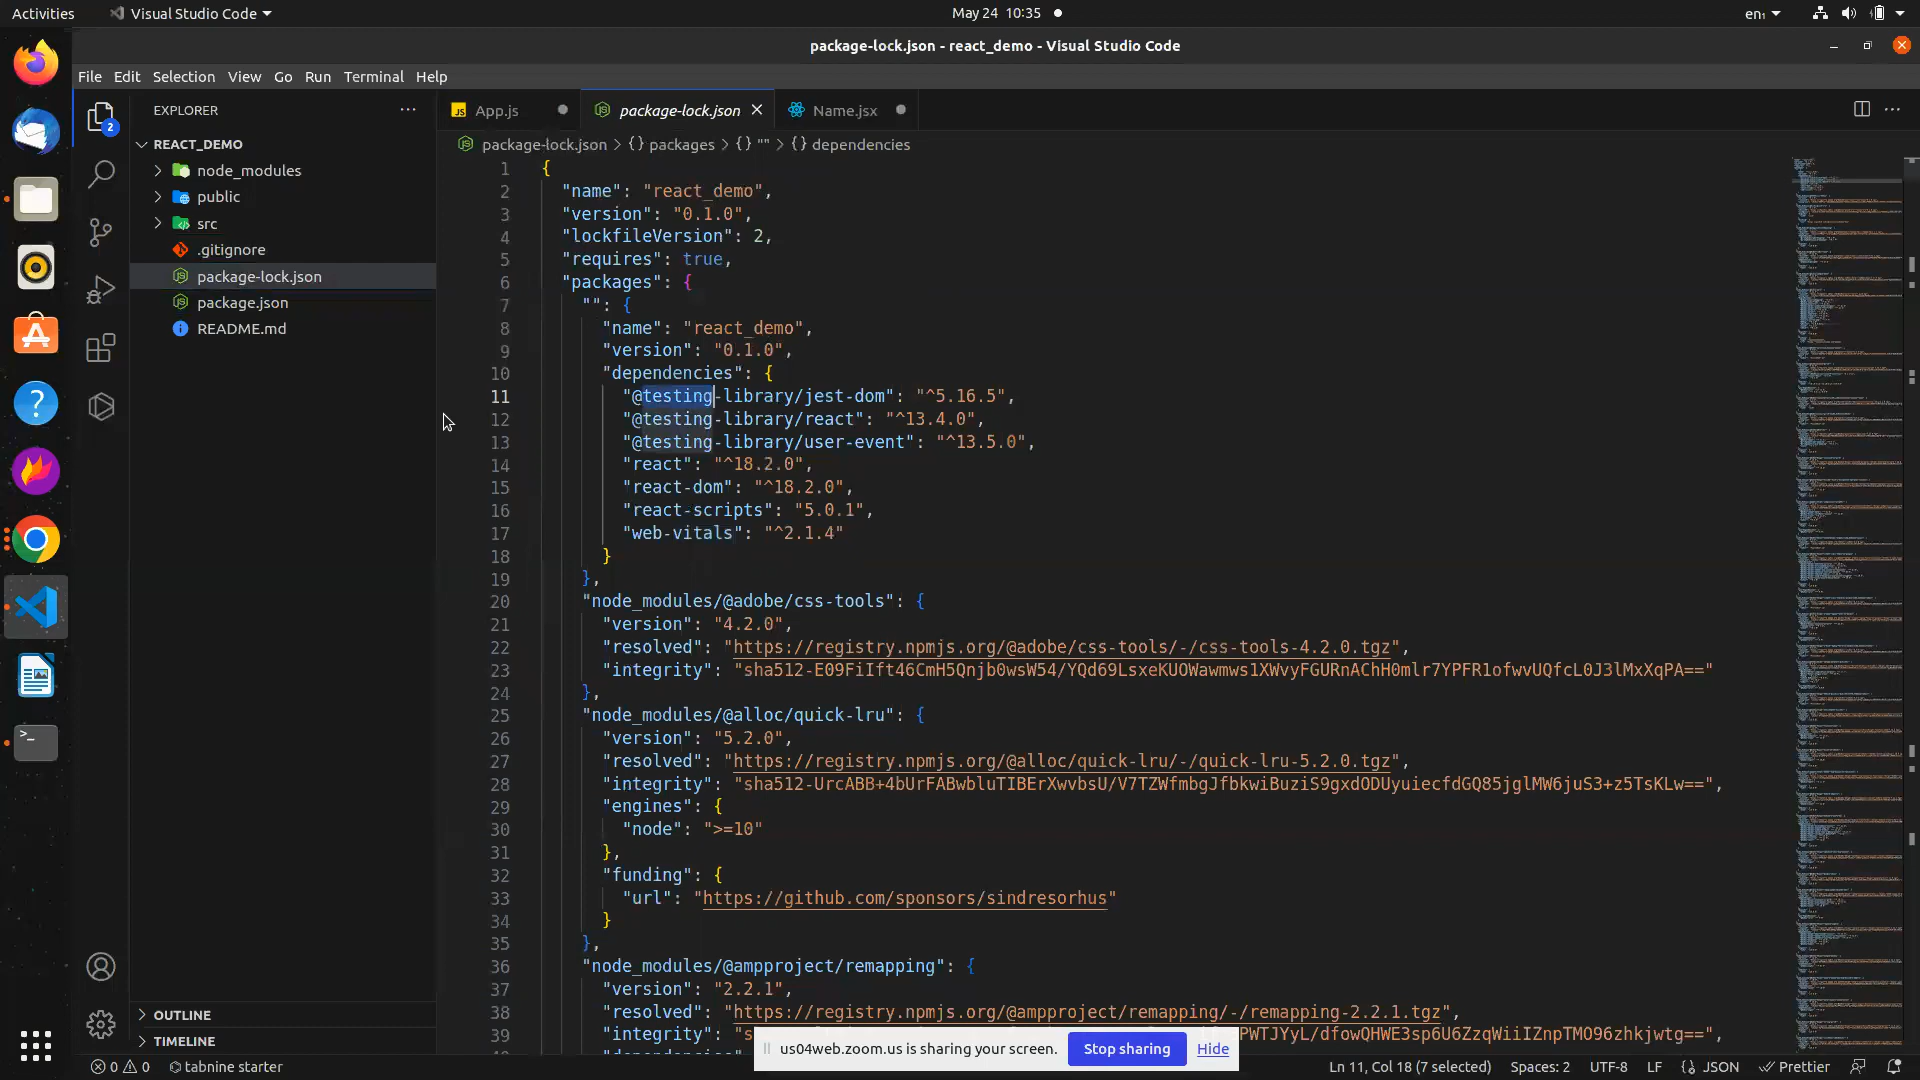 Activities
Visual Studio Code
May 24 10:35
en₁
package-lock.json - react_demo - Visual Studio Code
File Edit Selection View Go Run Terminal Help
EXPLORER
App.js
package-lock.json
Name.jsx
2
package-lock.json > {} packages > {} "" > {} dependencies
REACT_DEMO
node_modules
public
src
.gitignore
package-lock.json
package.json
README.md
1 {
2 "name": "react_demo",
3 "version": "0.1.0",
4 "lockfileVersion": 2,
5 "requires": true,
6 "packages": {
7 "": {
8 "name": "react_demo",
9 "version": "0.1.0",
10 "dependencies": {
11 "@testing-library/jest-dom": "^5.16.5",
12 "@testing-library/react": "^13.4.0",
13 "@testing-library/user-event": "^13.5.0",
14 "react": "^18.2.0",
15 "react-dom": "^18.2.0",
16 "react-scripts": "5.0.1",
17 "web-vitals": "^2.1.4"
18 }
19 },
20 "node_modules/@adobe/css-tools": {
21 "version": "4.2.0",
22 "resolved": "https://registry.npmjs.org/@adobe/css-tools/-/css-tools-4.2.0.tgz",
23 "integrity": "sha512-E09FiIft46CmH5Qnjb0wsW54/YQd69LsxeKUOWawmws1XWvyFGURnAChH0mlr7YPFR1ofwvUQfcL0J3lMxXqPA=="
24 },
25 "node_modules/@alloc/quick-lru": {
26 "version": "5.2.0",
27 "resolved": "https://registry.npmjs.org/@alloc/quick-lru/-/quick-lru-5.2.0.tgz",
28 "integrity": "sha512-UrcABB+4bUrFABwbluTIBErXwvbsU/V7TZWfmbgJfbkwiBuziS9gxdODUyuiecfdGQ85jglMW6juS3+z5TsKLw==",
29 "engines": {
30 "node": ">=10"
31 },
32 "funding": {
33 "url": "https://github.com/sponsors/sindresorhus"
34 }
35 },
36 "node_modules/@ampproject/remapping": {
37 "version": "2.2.1",
38 "resolved": "https://registry.npmjs.org/@ampproject/remapping/-/remapping-2.2.1.tgz",
39 "integrity": "s PWTJYyL/dfowQHWE3sp6U6ZzqWiiIZnpTMO96zhkjwtg==",
us04web.zoom.us is sharing your screen. Stop sharing Hide
OUTLINE
TIMELINE
0 0 tabnine starter
Ln 11, Col 18 (7 selected) Spaces: 2 UTF-8 LF {} JSON Prettier